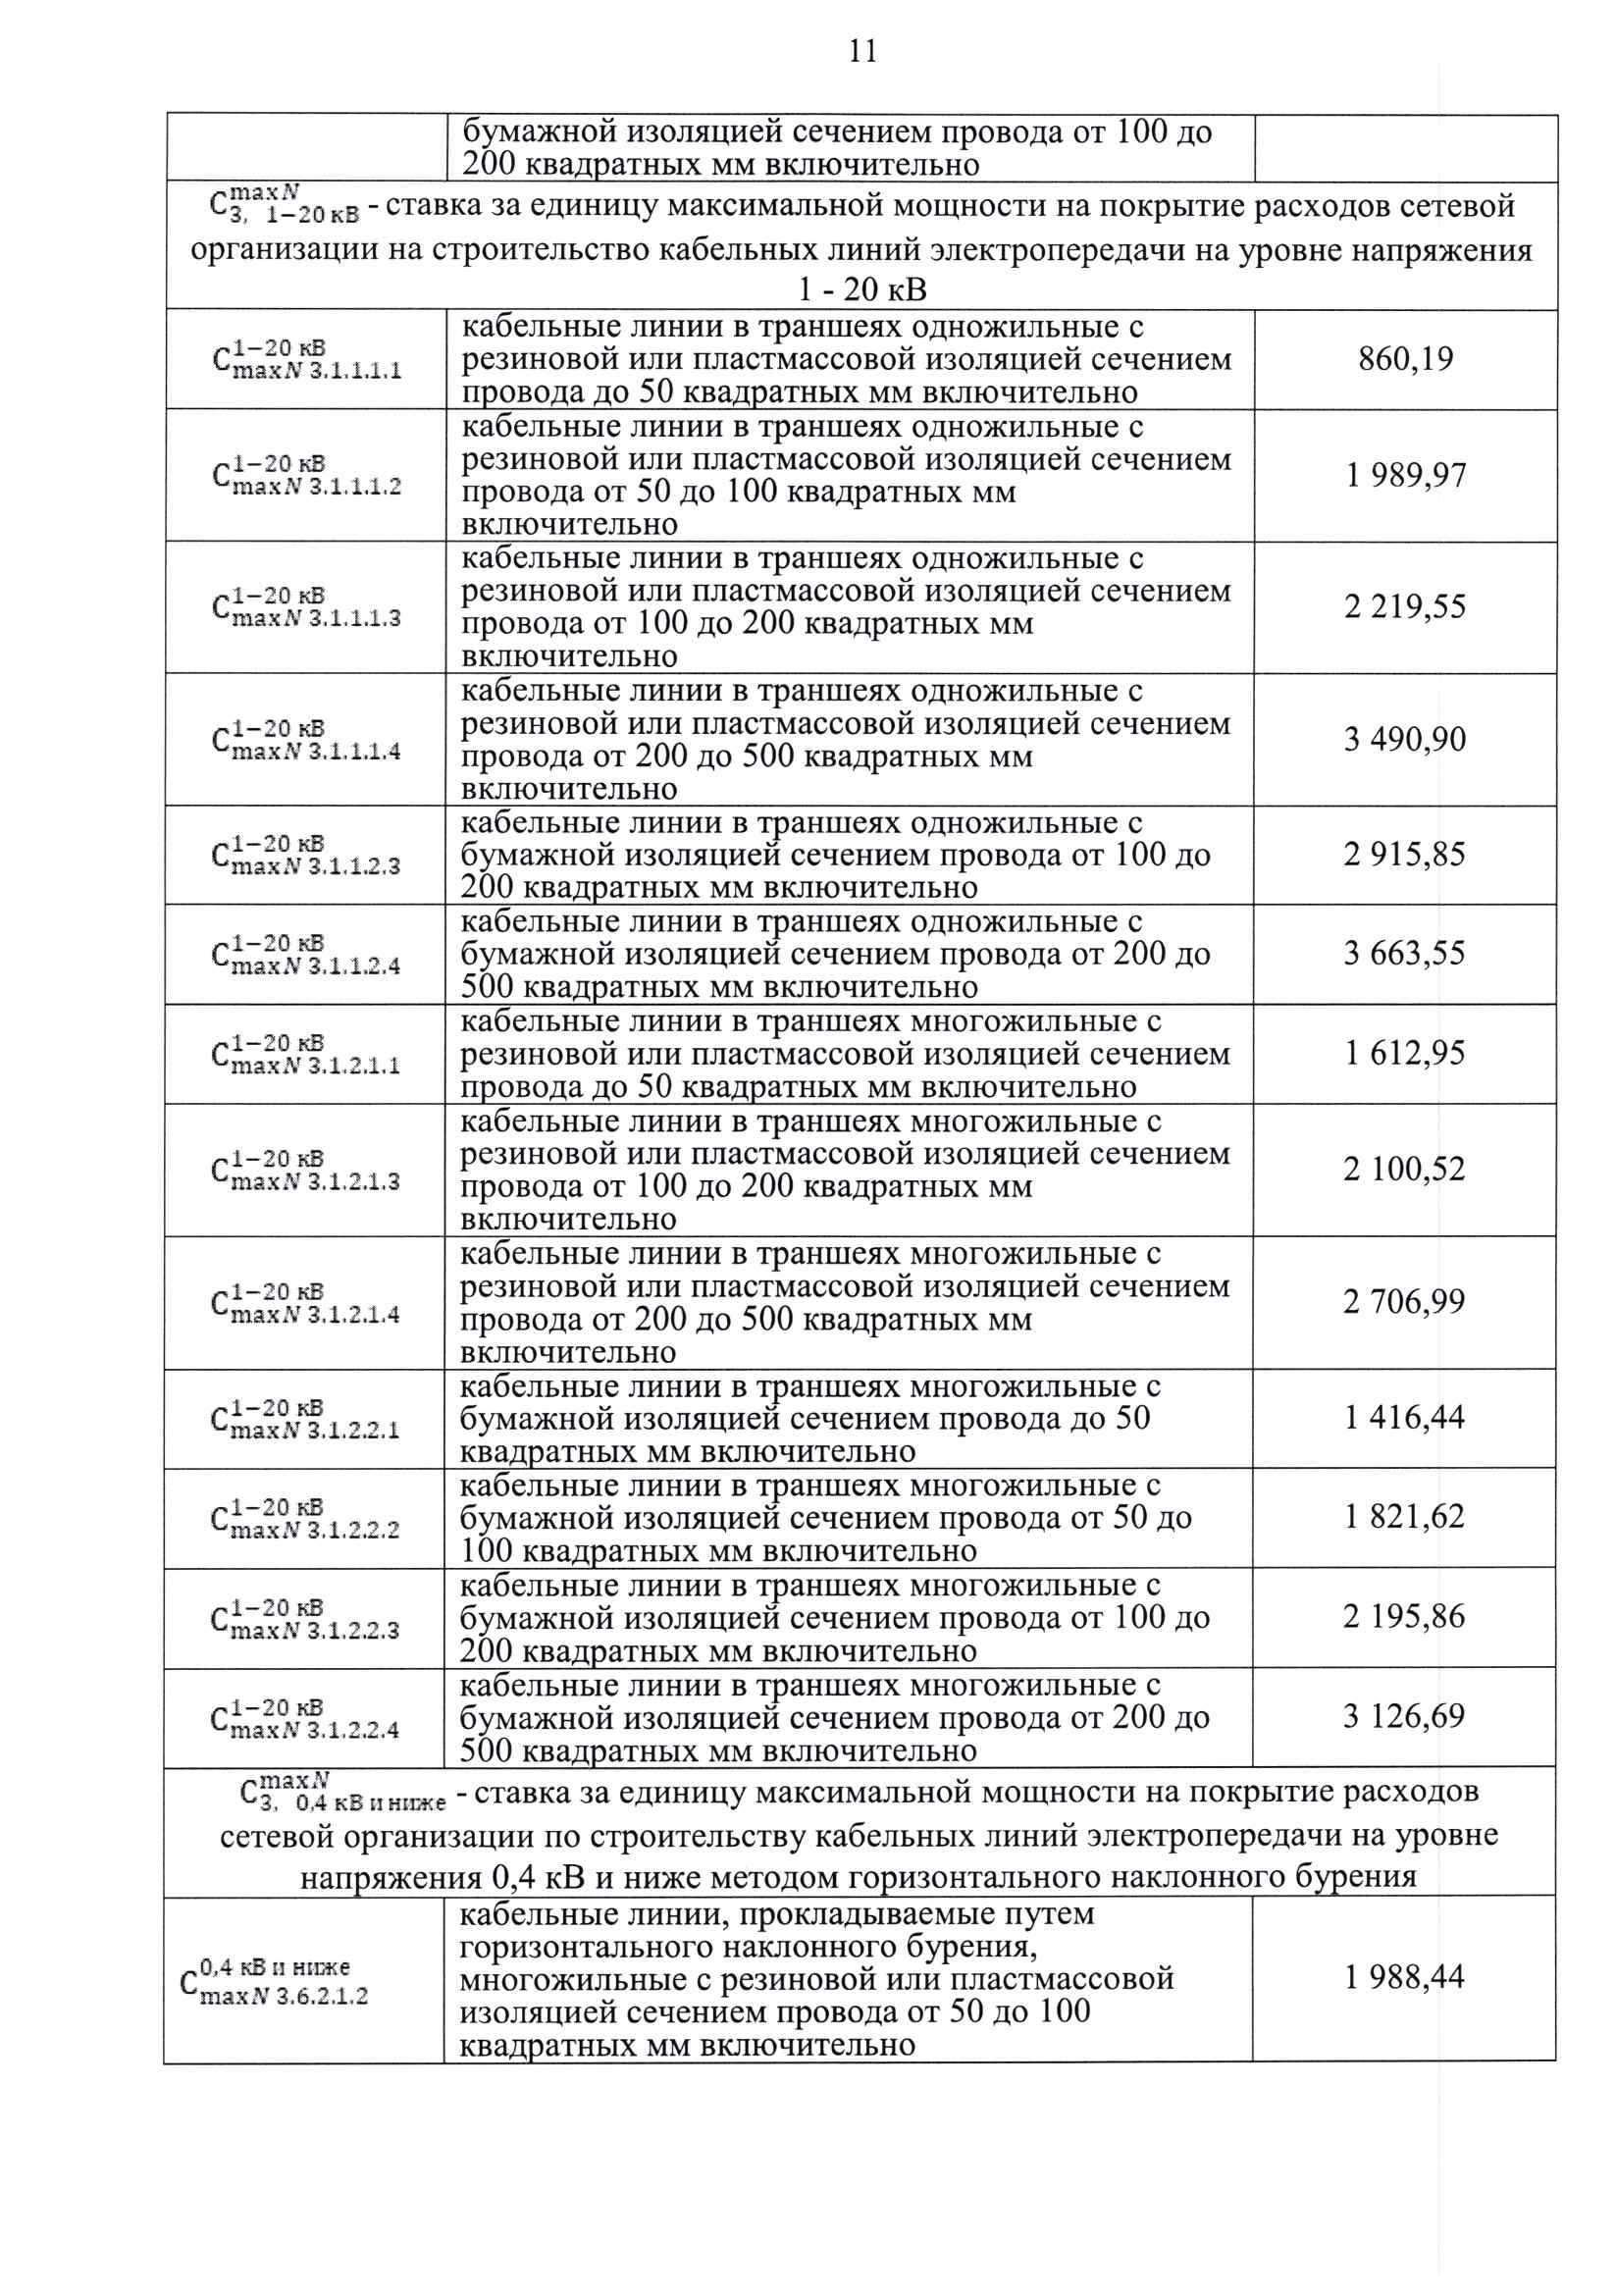 11
бумажной изоляцией сечением провода от 100 до
200 квадратных мм включительно
C maxN 3, 1–20 кВ - ставка за единицу максимальной мощности на покрытие расходов сетевой
организации на строительство кабельных линий электропередачи на уровне напряжения
1 - 20 кВ
C 1–20 кВ maxN 3.1.1.1.1
кабельные линии в траншеях одножильные с
резиновой или пластмассовой изоляцией сечением
провода до 50 квадратных мм включительно
860,19
C 1–20 кВ maxN 3.1.1.1.2
кабельные линии в траншеях одножильные с
резиновой или пластмассовой изоляцией сечением
провода от 50 до 100 квадратных мм
включительно
1 989,97
C 1–20 кВ maxN 3.1.1.1.3
кабельные линии в траншеях одножильные с
резиновой или пластмассовой изоляцией сечением
провода от 100 до 200 квадратных мм
включительно
2 219,55
C 1–20 кВ maxN 3.1.1.1.4
кабельные линии в траншеях одножильные с
резиновой или пластмассовой изоляцией сечением
провода от 200 до 500 квадратных мм
включительно
3 490,90
C 1–20 кВ maxN 3.1.1.2.3
кабельные линии в траншеях одножильные с
бумажной изоляцией сечением провода от 100 до
200 квадратных мм включительно
2 915,85
C 1–20 кВ maxN 3.1.1.2.4
кабельные линии в траншеях одножильные с
бумажной изоляцией сечением провода от 200 до
500 квадратных мм включительно
3 663,55
C 1–20 кВ maxN 3.1.2.1.1
кабельные линии в траншеях многожильные с
резиновой или пластмассовой изоляцией сечением
провода до 50 квадратных мм включительно
1 612,95
C 1–20 кВ maxN 3.1.2.1.3
кабельные линии в траншеях многожильные с
резиновой или пластмассовой изоляцией сечением
провода от 100 до 200 квадратных мм
включительно
2 100,52
C 1–20 кВ maxN 3.1.2.1.4
кабельные линии в траншеях многожильные с
резиновой или пластмассовой изоляцией сечением
провода от 200 до 500 квадратных мм
включительно
2 706,99
C 1–20 кВ maxN 3.1.2.2.1
кабельные линии в траншеях многожильные с
бумажной изоляцией сечением провода до 50
квадратных мм включительно
1 416,44
C 1–20 кВ maxN 3.1.2.2.2
кабельные линии в траншеях многожильные с
бумажной изоляцией сечением провода от 50 до
100 квадратных мм включительно
1 821,62
C 1–20 кВ maxN 3.1.2.2.3
кабельные линии в траншеях многожильные с
бумажной изоляцией сечением провода от 100 до
200 квадратных мм включительно
2 195,86
C 1–20 кВ maxN 3.1.2.2.4
кабельные линии в траншеях многожильные с
бумажной изоляцией сечением провода от 200 до
500 квадратных мм включительно
3 126,69
C maxN 3, 0,4 кВ и ниже - ставка за единицу максимальной мощности на покрытие расходов
сетевой организации по строительству кабельных линий электропередачи на уровне
напряжения 0,4 кВ и ниже методом горизонтального наклонного бурения
C 0,4 кВ и ниже maxN 3.6.2.1.2
кабельные линии, прокладываемые путем
горизонтального наклонного бурения,
многожильные с резиновой или пластмассовой
изоляцией сечением провода от 50 до 100
квадратных мм включительно
1 988,44